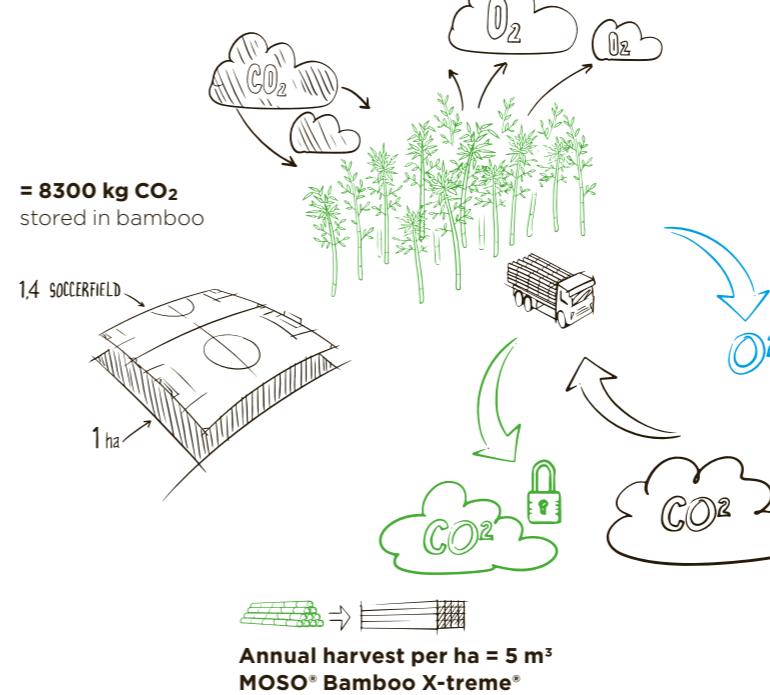 O2
O2
CO2
= 8300 kg CO2
stored in bamboo
1,4 SOCCERFIELD
O2
1 ha
CO2
CO2
Annual harvest per ha = 5 m³
MOSO® Bamboo X-treme®